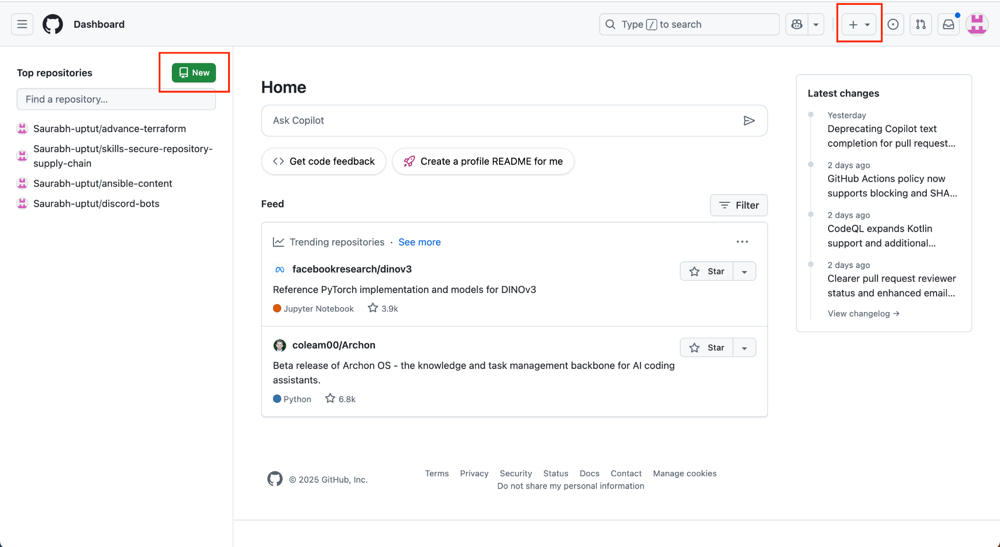 Dashboard
Type / to search
Top repositories
New
Find a repository...
Saurabh-uptut/advance-terraform
Saurabh-uptut/skills-secure-repository-
supply-chain
Saurabh-uptut/ansible-content
Saurabh-uptut/discord-bots
Home
Ask Copilot
Get code feedback
Create a profile README for me
Feed
Filter
Trending repositories · See more
facebookresearch/dinov3
Star
Reference PyTorch implementation and models for DINOv3
Jupyter Notebook 3.9k
coleam00/Archon
Star
Beta release of Archon OS - the knowledge and task management backbone for AI coding
assistants.
Python 6.8k
Latest changes
Yesterday
Deprecating Copilot text
completion for pull request...
2 days ago
GitHub Actions policy now
supports blocking and SHA...
2 days ago
CodeQL expands Kotlin
support and additional...
2 days ago
Clearer pull request reviewer
status and enhanced email...
View changelog →
© 2025 GitHub, Inc.
Terms Privacy Security Status Docs Contact Manage cookies
Do not share my personal information